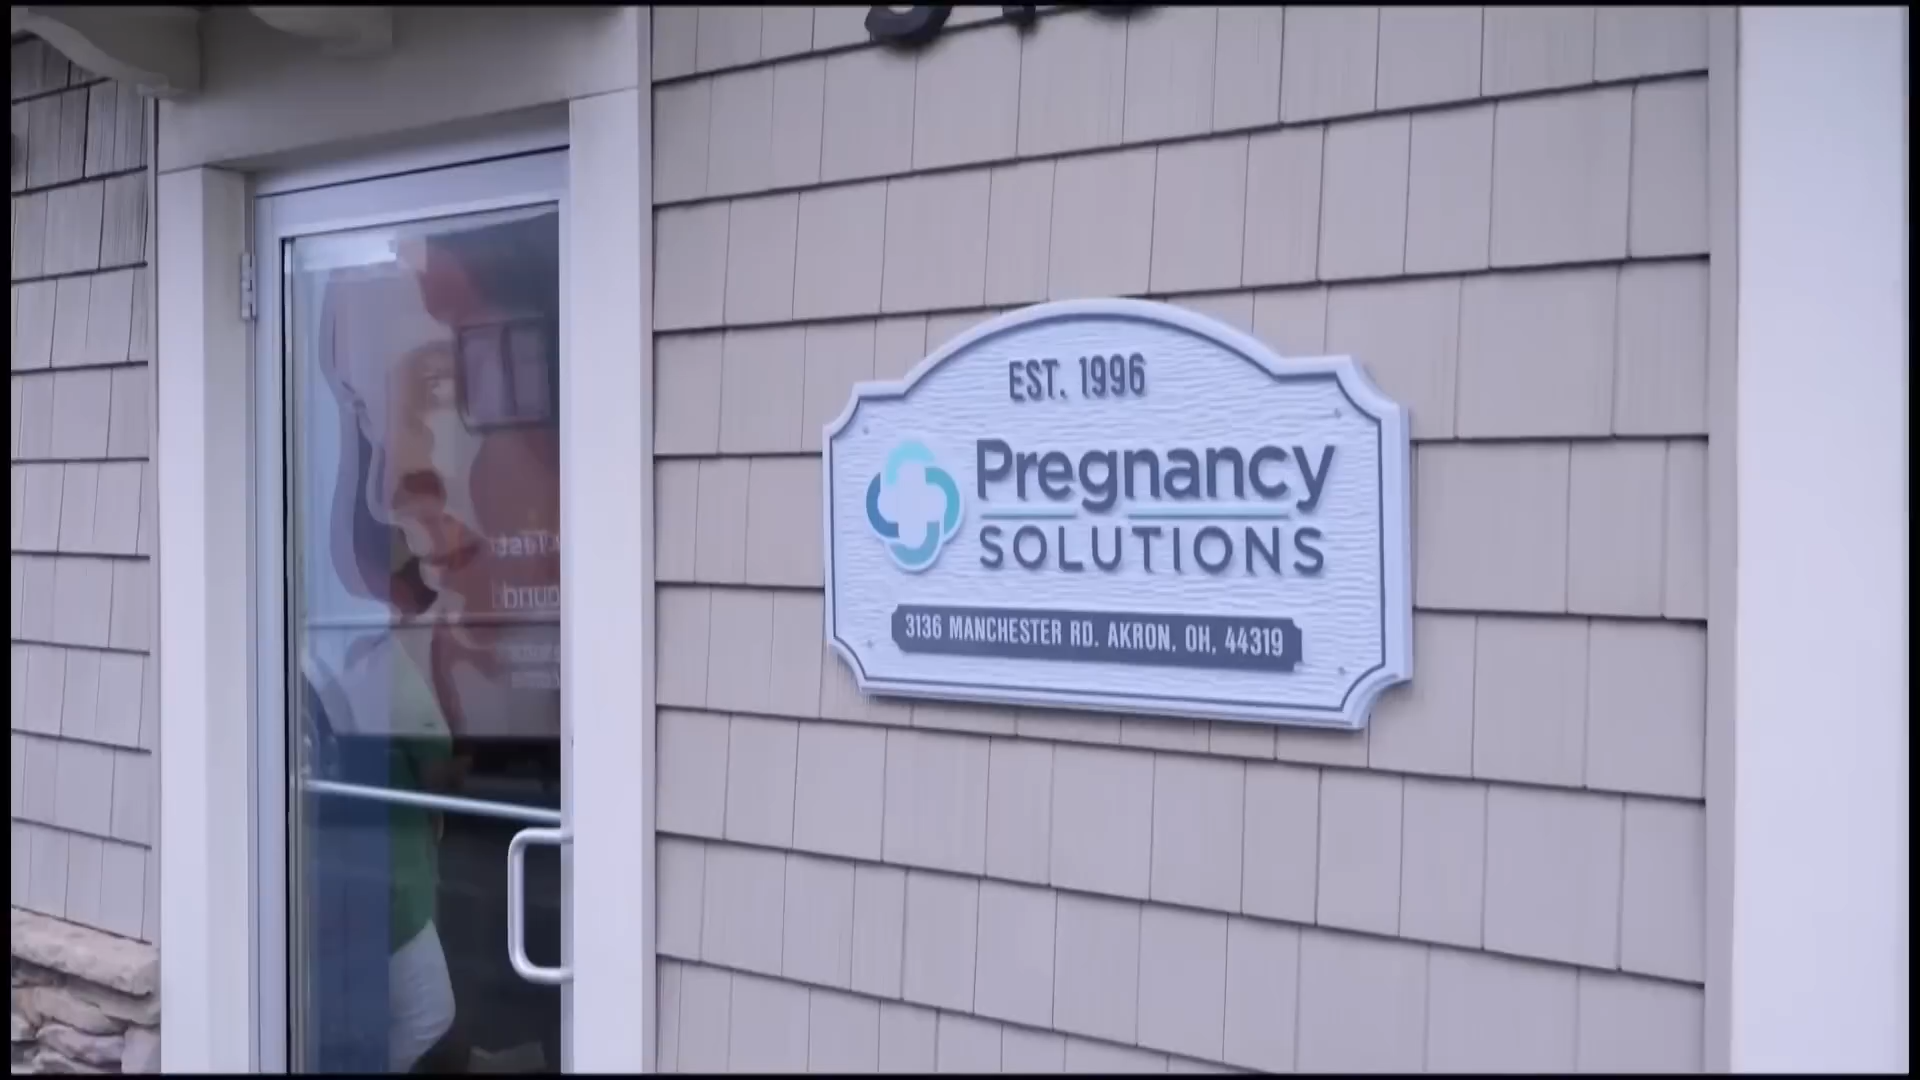 EST. 1996
Pregnancy
SOLUTIONS
3136 MANCHESTER RD. AKRON, OH, 44319